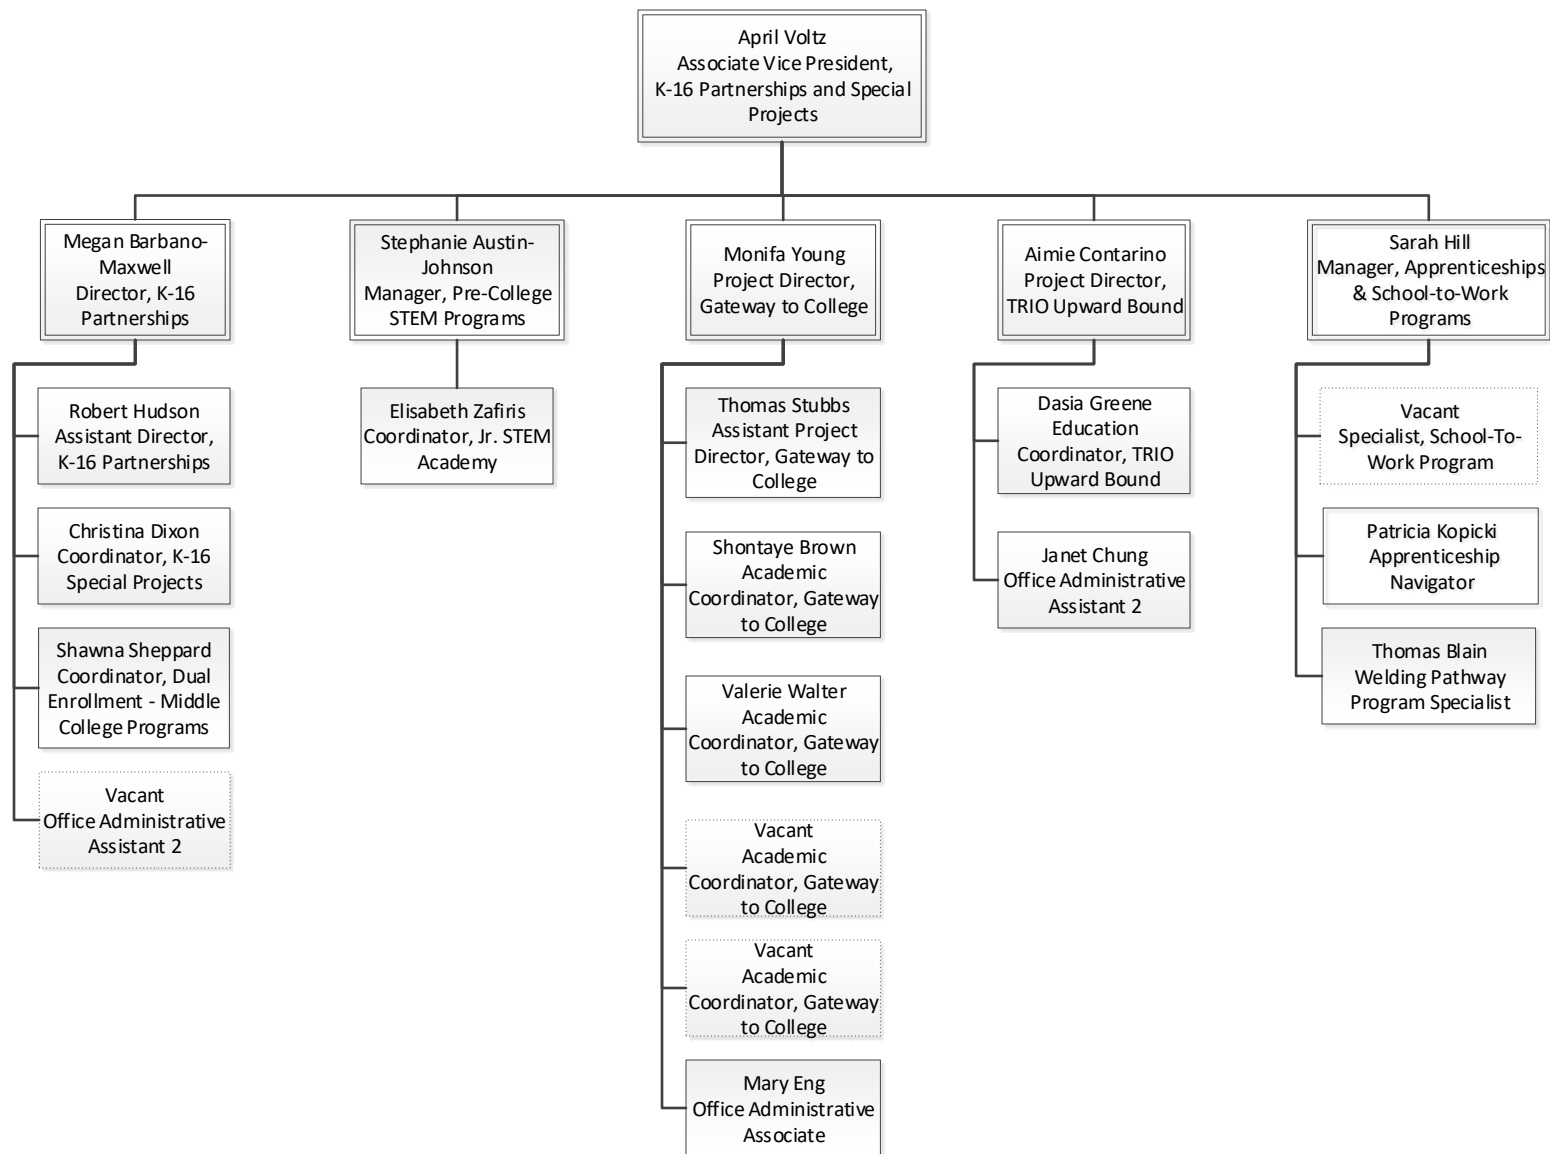 April Voltz
Associate Vice President,
K-16 Partnerships and Special
Projects
Megan Barbano-
Maxwell
Director, K-16
Partnerships
Stephanie Austin-
Johnson
Manager, Pre-College
STEM Programs
Monifa Young
Project Director,
Gateway to College
Aimie Contarino
Project Director,
TRIO Upward Bound
Sarah Hill
Manager, Apprenticeships
& School-to-Work
Programs
Robert Hudson
Assistant Director,
K-16 Partnerships
Christina Dixon
Coordinator, K-16
Special Projects
Shawna Sheppard
Coordinator, Dual
Enrollment - Middle
College Programs
Vacant
Office Administrative
Assistant 2
Elisabeth Zafiris
Coordinator, Jr. STEM
Academy
Thomas Stubbs
Assistant Project
Director, Gateway to
College
Shontaye Brown
Academic
Coordinator, Gateway
to College
Valerie Walter
Academic
Coordinator, Gateway
to College
Vacant
Academic
Coordinator, Gateway
to College
Vacant
Academic
Coordinator, Gateway
to College
Mary Eng
Office Administrative
Associate
Dasia Greene
Education
Coordinator, TRIO
Upward Bound
Janet Chung
Office Administrative
Assistant 2
Vacant
Specialist, School-To-
Work Program
Patricia Kopicki
Apprenticeship
Navigator
Thomas Blain
Welding Pathway
Program Specialist